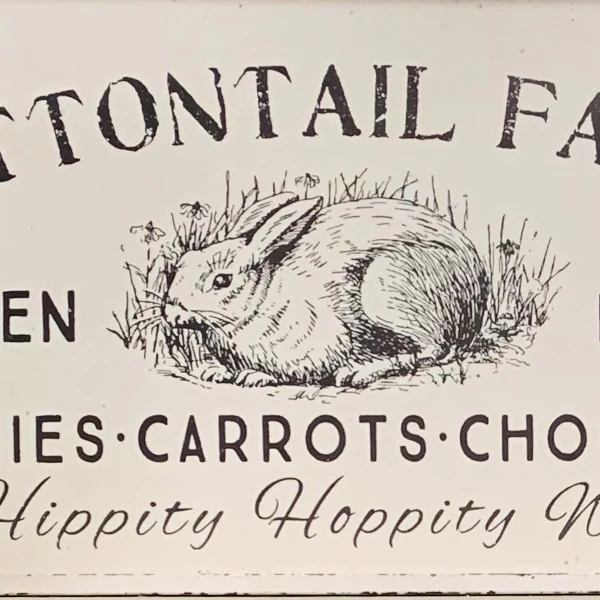 TTONTAIL FA
EN
IES·CARROTS·CHO
Hippity Hoppity